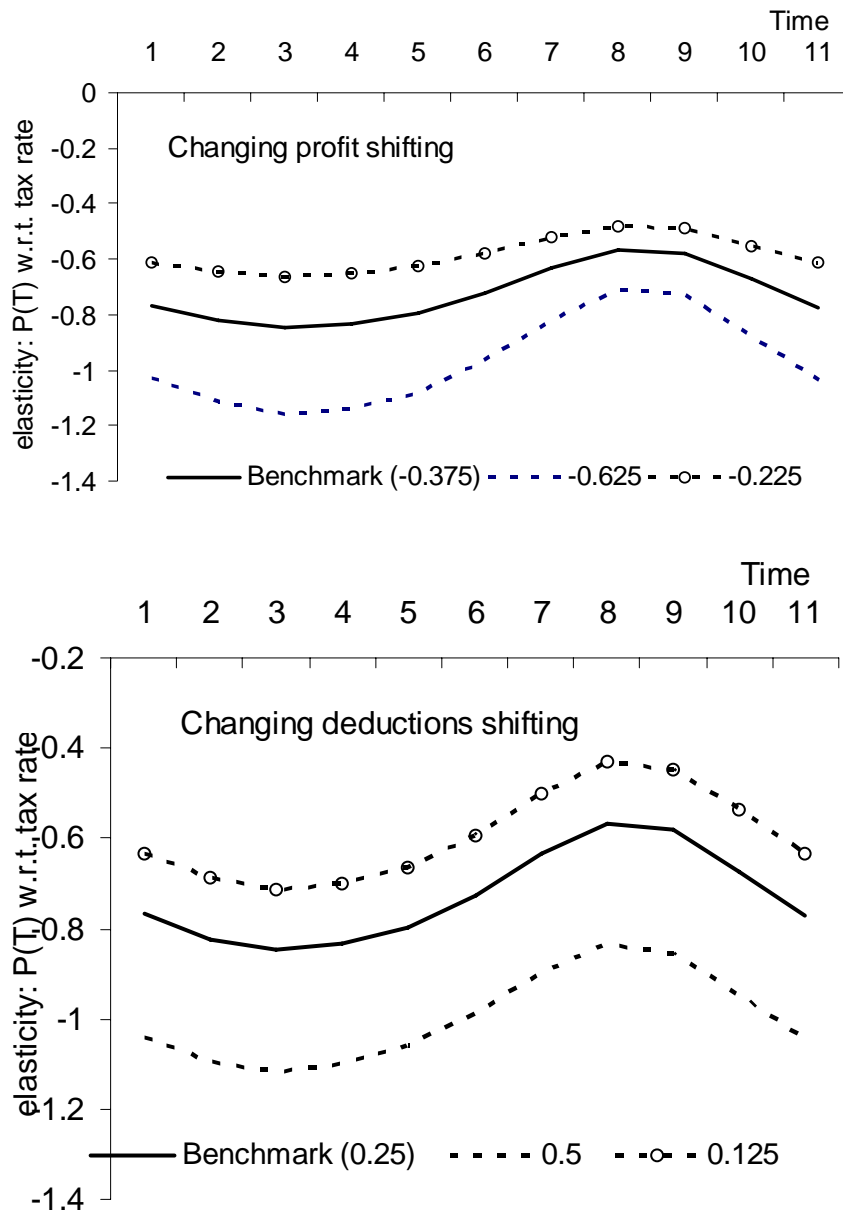 Time
1 2 3 4 5 6 7 8 9 10 11
0
-0.2
-0.4
-0.6
-0.8
-1
-1.2
-1.4
elasticity: P(T) w.r.t. tax rate
Changing profit shifting
Benchmark (-0.375) -0.625 -0.225
Time
1 2 3 4 5 6 7 8 9 10 11
-0.2
-0.4
-0.6
-0.8
-1
-1.2
-1.4
elasticity: P(T) w.r.t. tax rate
Changing deductions shifting
Benchmark (0.25) 0.5 0.125